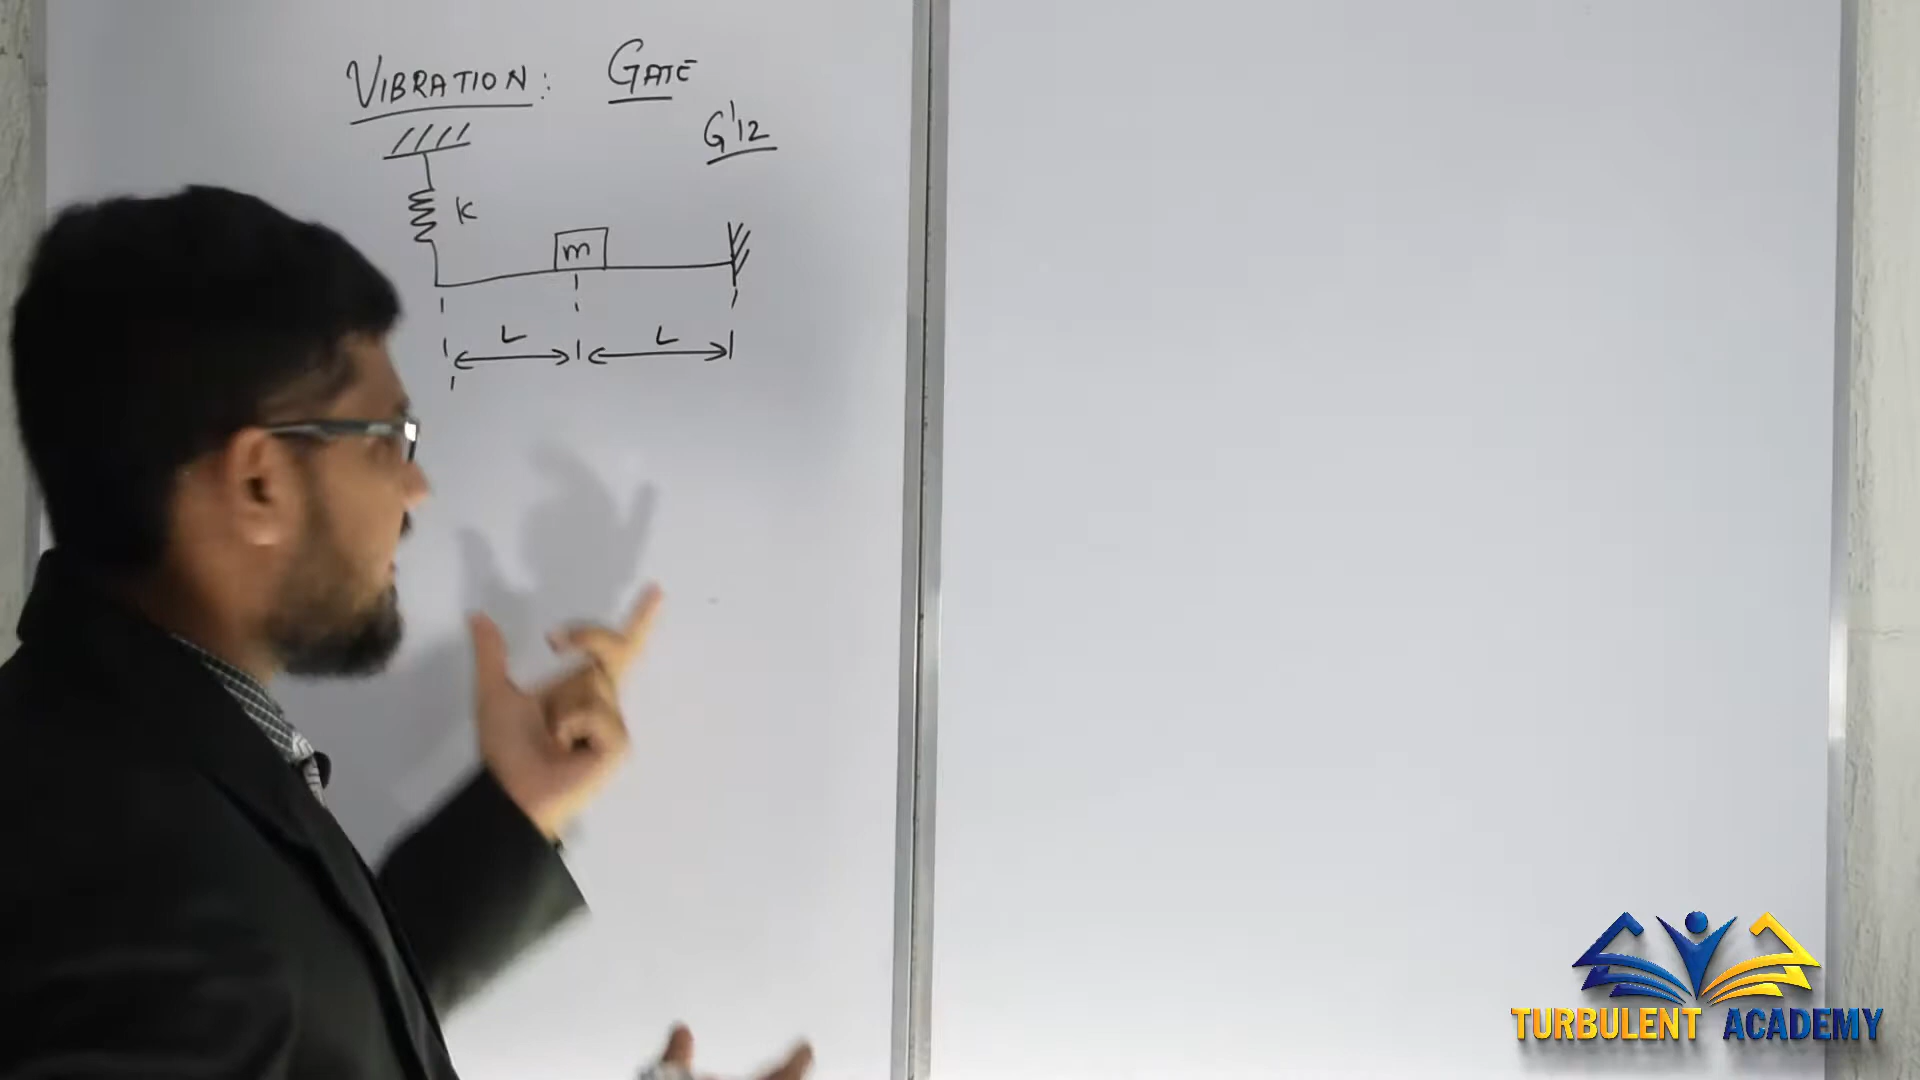 VIBRATION: GATE
G'12
K
m
L L
TURBULENT ACADEMY